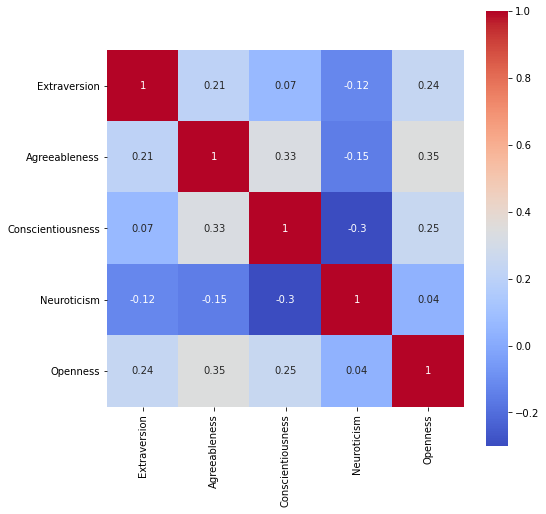 Extraversion 1 0.21 0.07 -0.12 0.24
Agreeableness 0.21 1 0.33 -0.15 0.35
Conscientiousness 0.07 0.33 1 -0.3 0.25
Neuroticism -0.12 -0.15 -0.3 1 0.04
Openness 0.24 0.35 0.25 0.04 1
Extraversion
Agreeableness
Conscientiousness
Neuroticism
Openness
1.0
0.8
0.6
0.4
0.2
0.0
−0.2